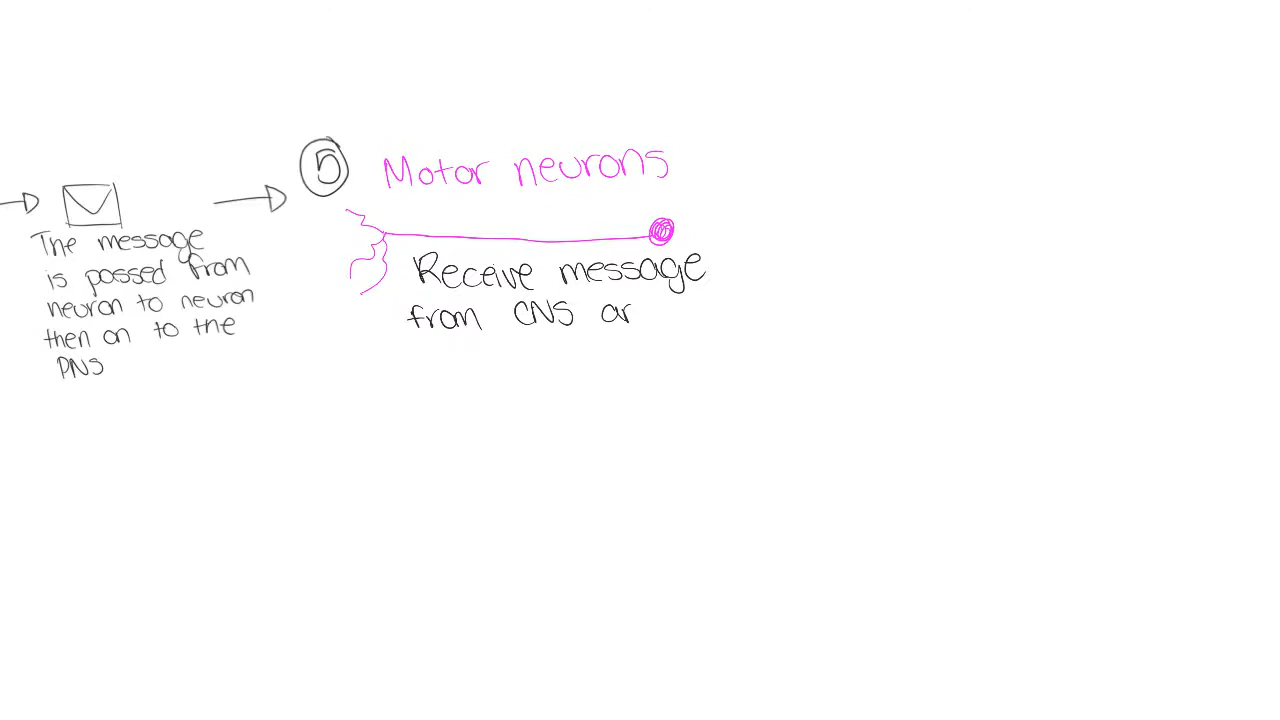 The message
is passed from
neuron to neuron
then on to the
PNS
5
Motor neurons
Receive message
from CNS ar